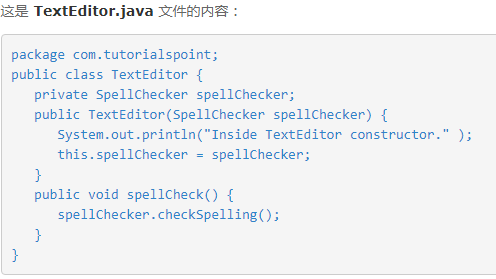 这是 TextEditor.java 文件的内容：
package com.tutorialspoint;
public class TextEditor {
   private SpellChecker spellChecker;
   public TextEditor(SpellChecker spellChecker) {
      System.out.println("Inside TextEditor constructor." );
      this.spellChecker = spellChecker;
   }
   public void spellCheck() {
      spellChecker.checkSpelling();
   }
}